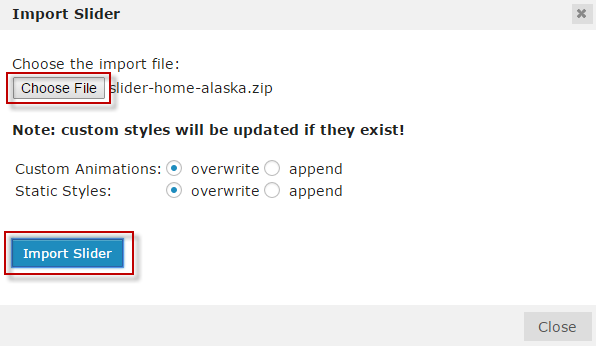 Import Slider
Choose the import file:
Choose File slider-home-alaska.zip
Note: custom styles will be updated if they exist!
Custom Animations: overwrite append
Static Styles: overwrite append
Import Slider
Close